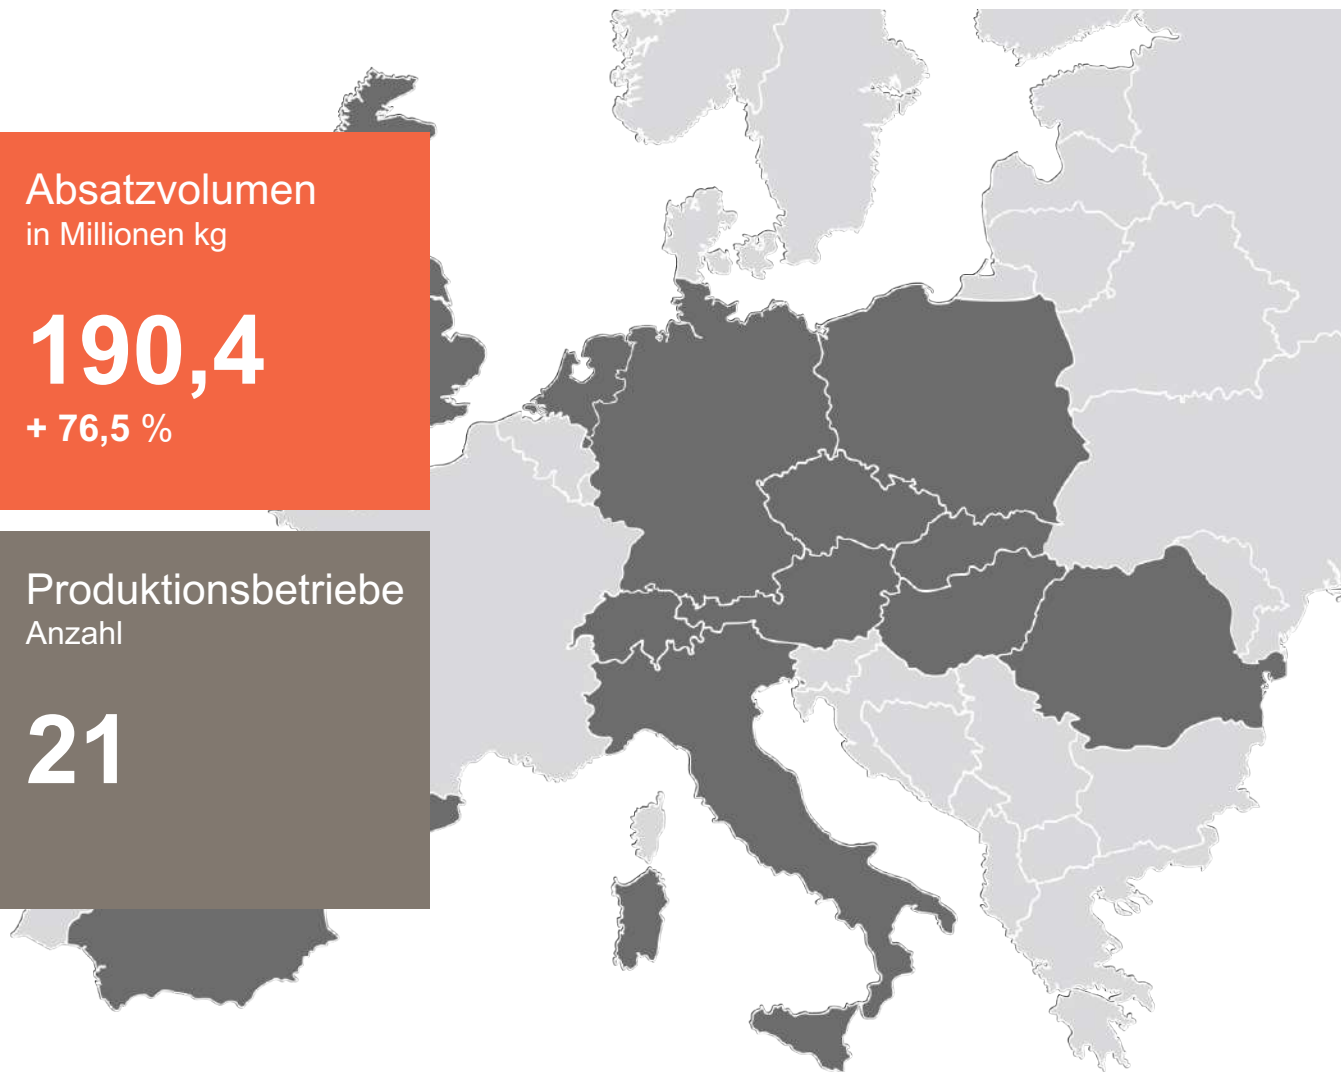 Absatzvolumen
in Millionen kg
190,4
+ 76,5 %
Produktionsbetriebe
Anzahl
21